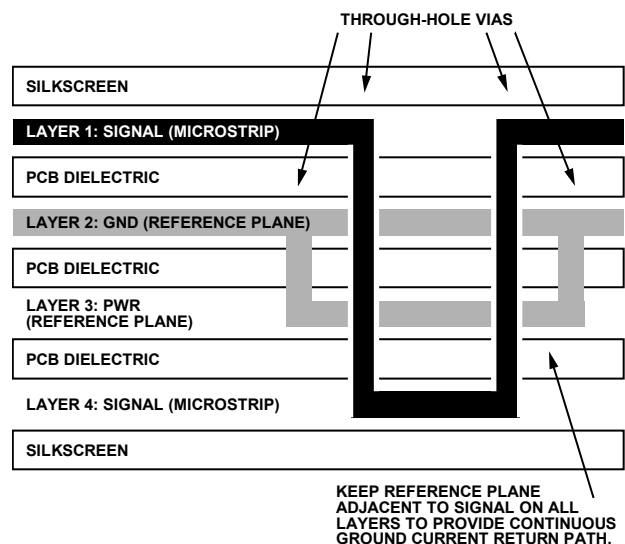 THROUGH-HOLE VIAS
SILKSCREEN
LAYER 1: SIGNAL (MICROSTRIP)
PCB DIELECTRIC
LAYER 2: GND (REFERENCE PLANE)
PCB DIELECTRIC
LAYER 3: PWR
(REFERENCE PLANE)
PCB DIELECTRIC
LAYER 4: SIGNAL (MICROSTRIP)
SILKSCREEN
KEEP REFERENCE PLANE
ADJACENT TO SIGNAL ON ALL
LAYERS TO PROVIDE CONTINUOUS
GROUND CURRENT RETURN PATH.